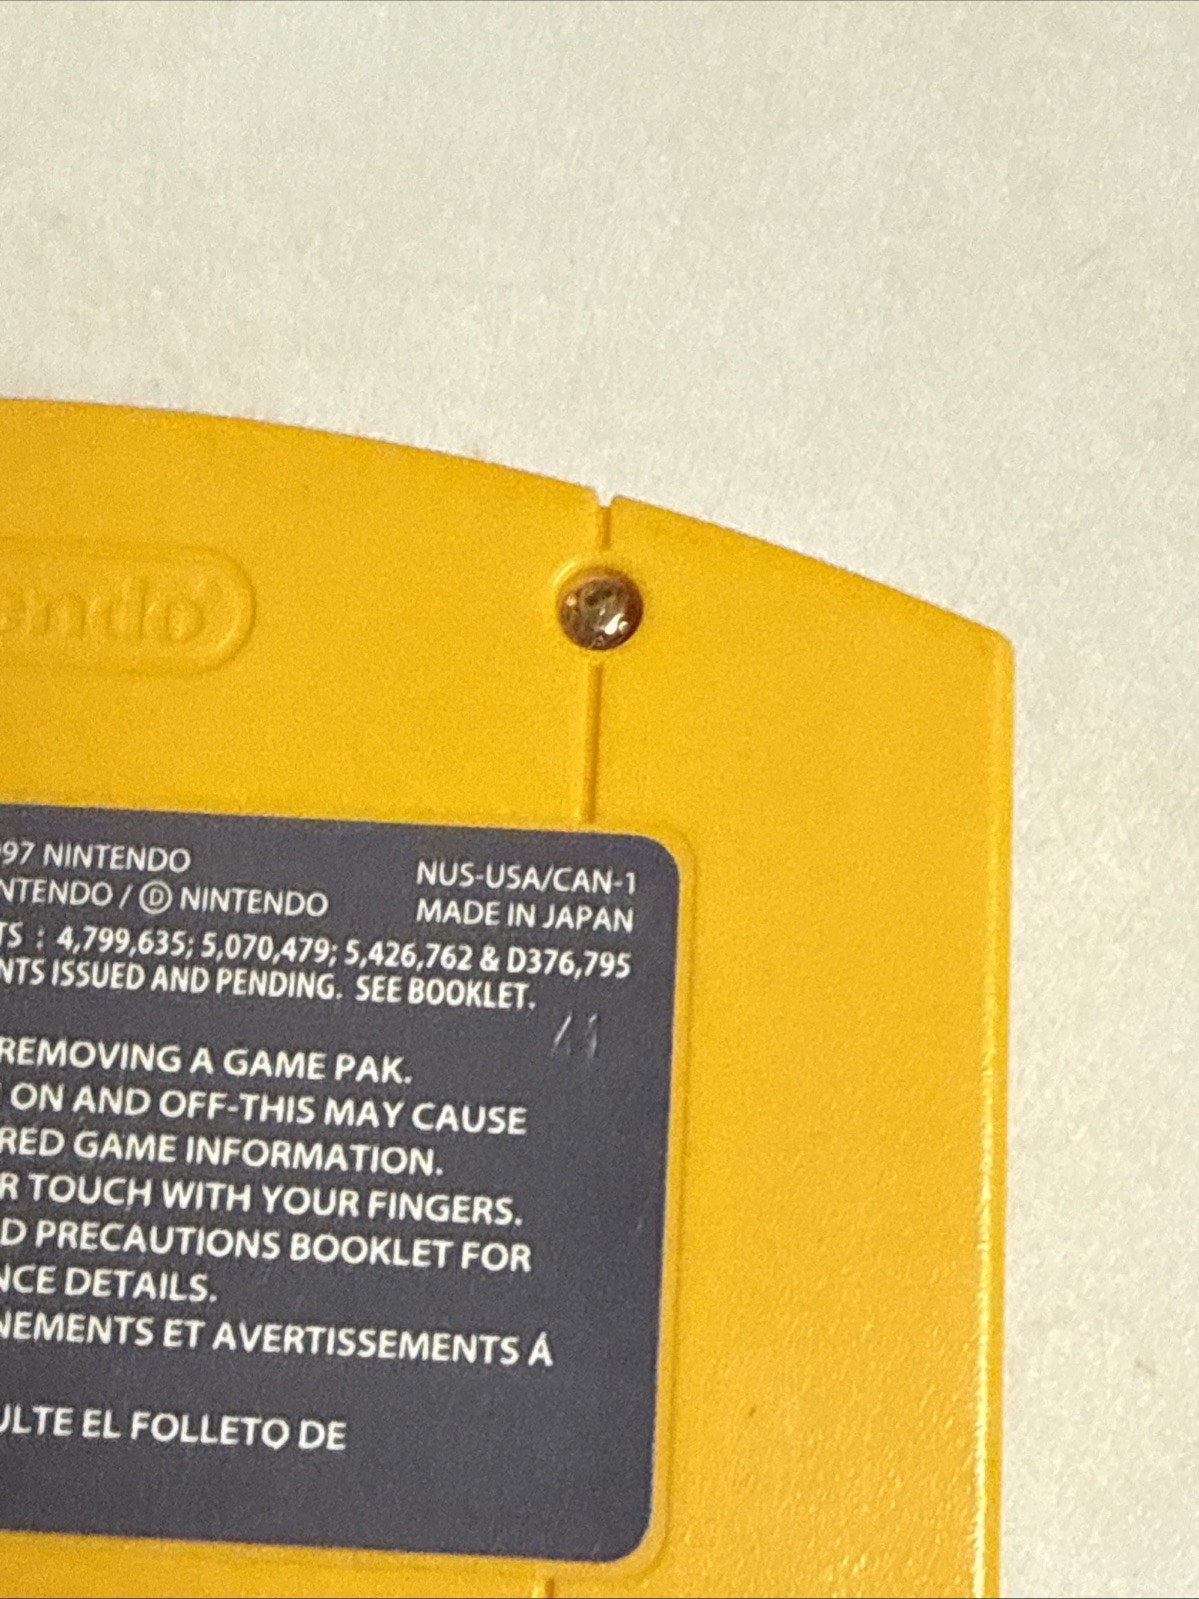 endo®
97 NINTENDO
NUS-USA/CAN-1
NTENDO / Ⓓ NINTENDO
MADE IN JAPAN
TS : 4,799,635; 5,070,479; 5,426,762 & D376,795
NTS ISSUED AND PENDING. SEE BOOKLET.
REMOVING A GAME PAK.
ON AND OFF-THIS MAY CAUSE
RED GAME INFORMATION.
R TOUCH WITH YOUR FINGERS.
D PRECAUTIONS BOOKLET FOR
NCE DETAILS.
NEMENTS ET AVERTISSEMENTS Á
ULTE EL FOLLETO DE